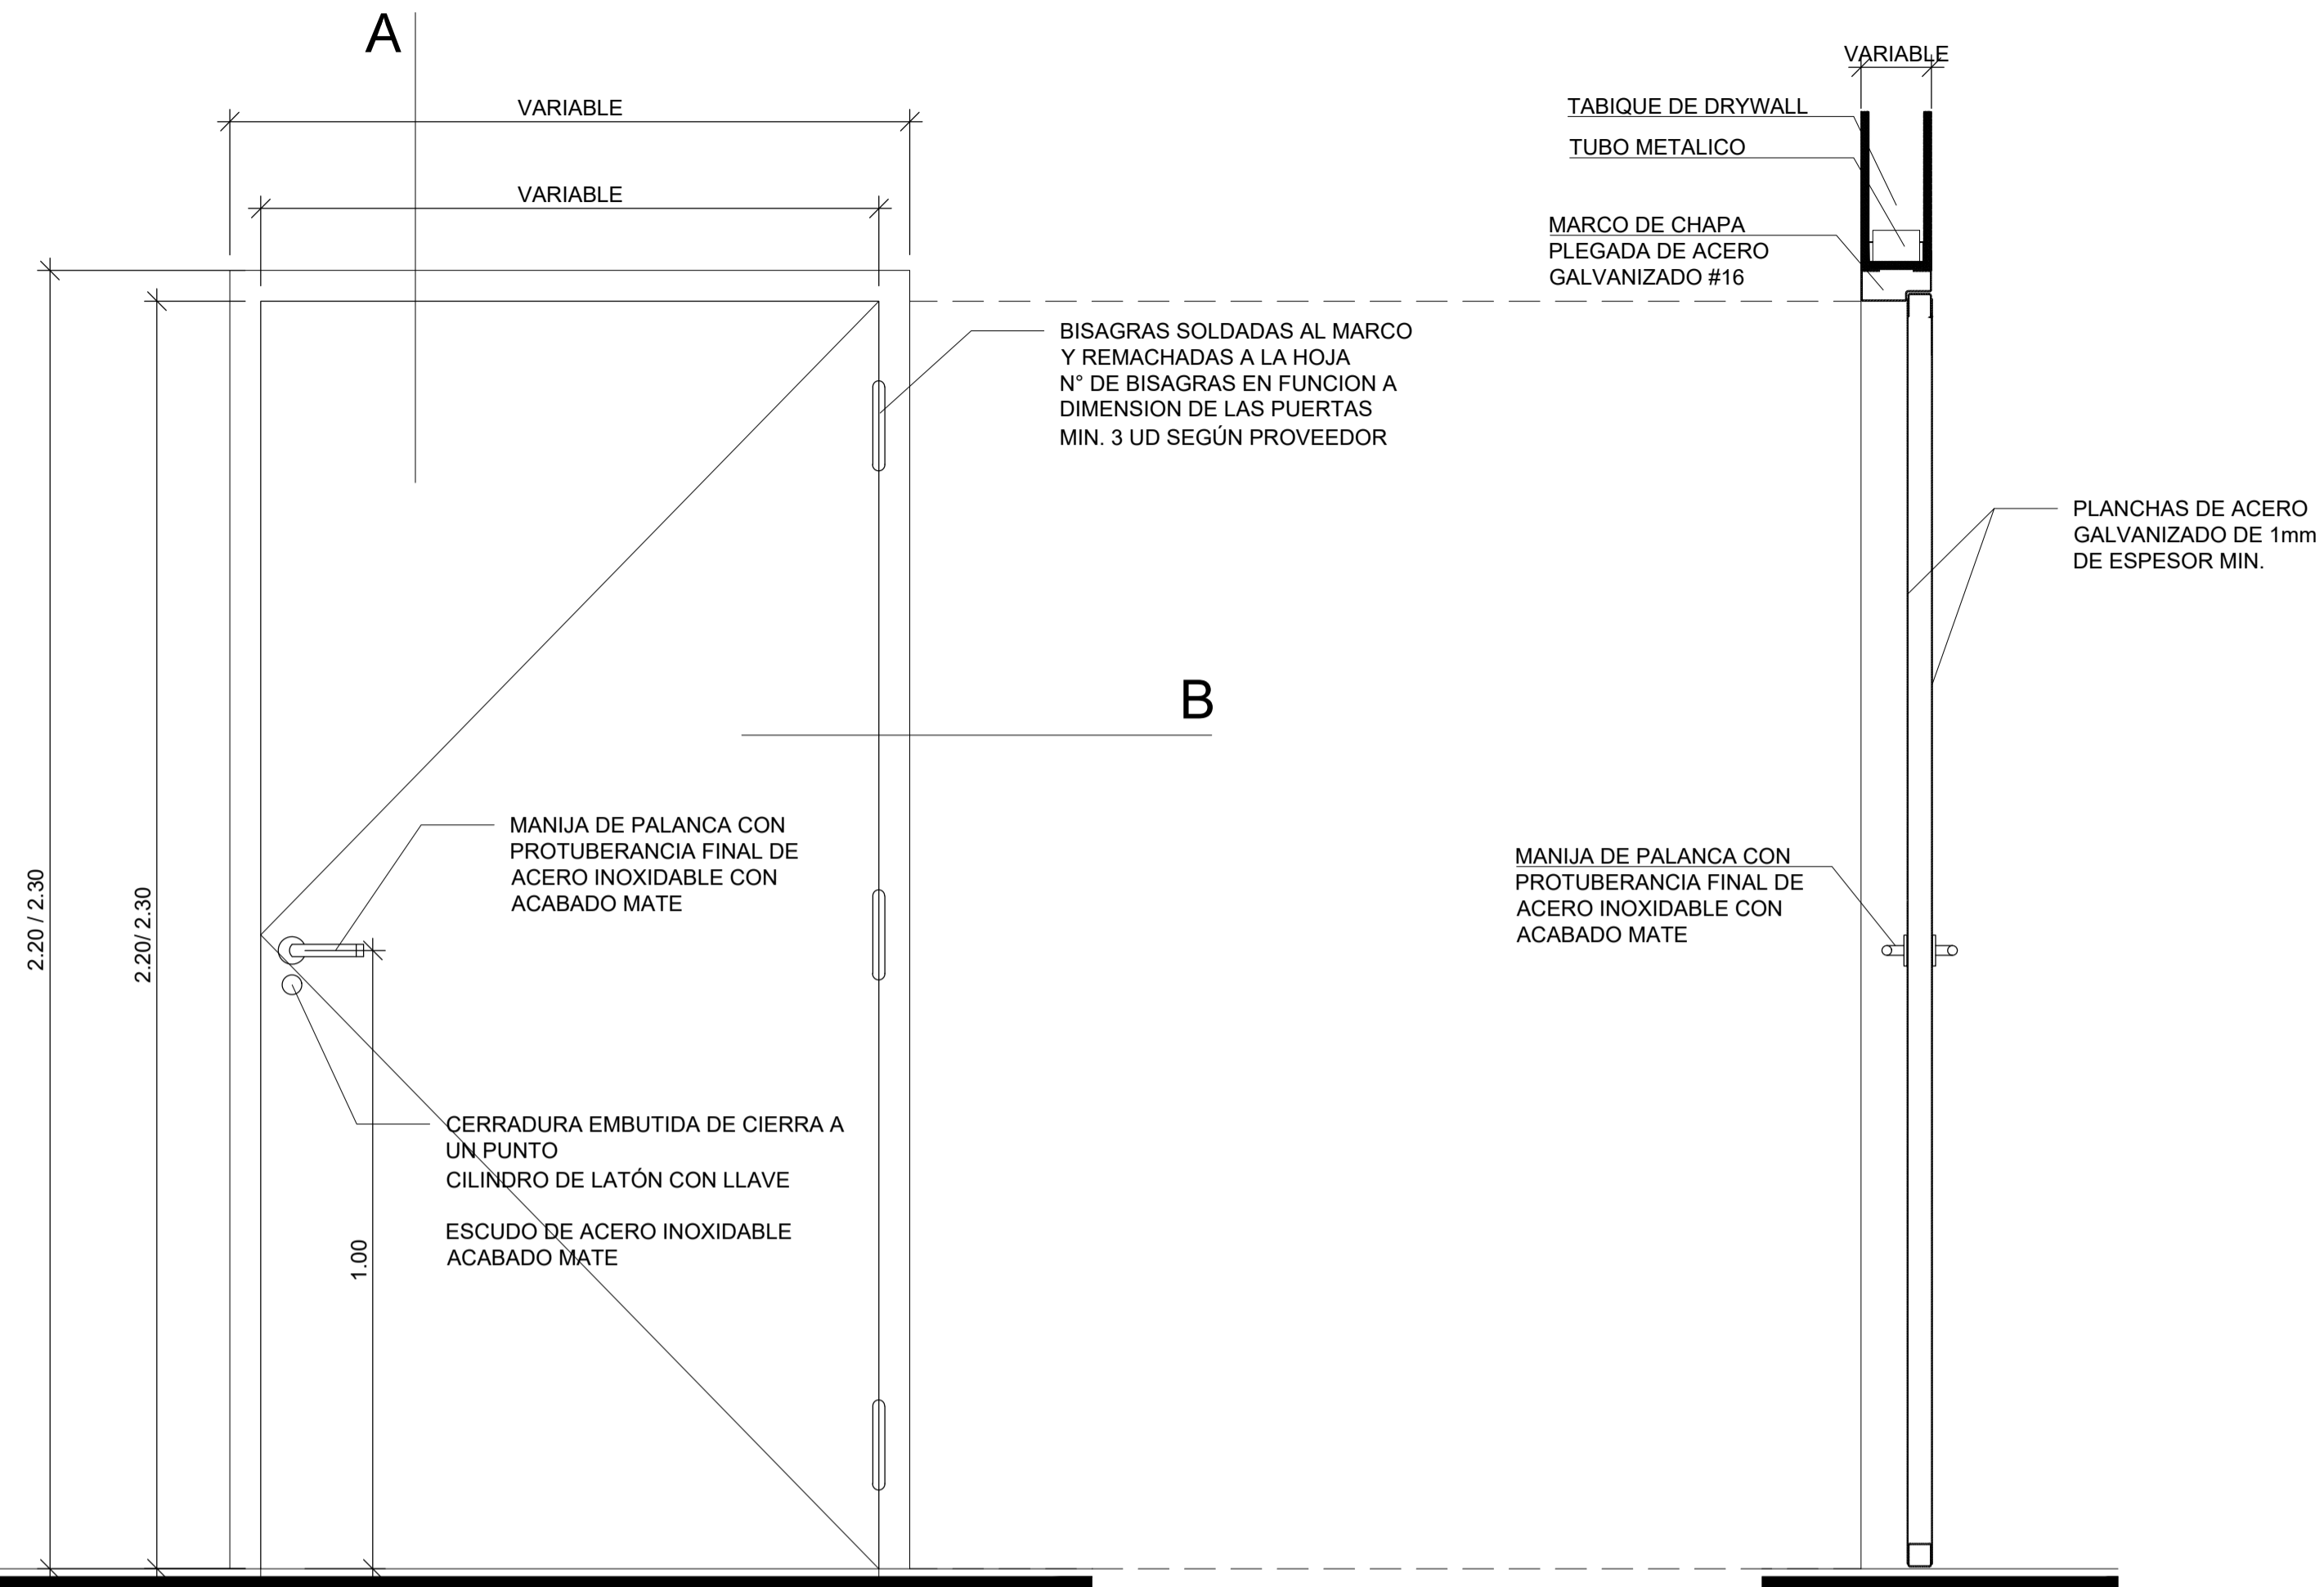 A
VARIABLE
VARIABLE
2.20 / 2.30
2.20/ 2.30
BISAGRAS SOLDADAS AL MARCO
Y REMACHADAS A LA HOJA
N° DE BISAGRAS EN FUNCION A
DIMENSION DE LAS PUERTAS
MIN. 3 UD SEGÚN PROVEEDOR
B
MANIJA DE PALANCA CON
PROTUBERANCIA FINAL DE
ACERO INOXIDABLE CON
ACABADO MATE
CERRADURA EMBUTIDA DE CIERRA A
UN PUNTO
CILINDRO DE LATÓN CON LLAVE
ESCUDO DE ACERO INOXIDABLE
ACABADO MATE
1.00
VARIABLE
TABIQUE DE DRYWALL
TUBO METALICO
MARCO DE CHAPA
PLEGADA DE ACERO
GALVANIZADO #16
PLANCHAS DE ACERO
GALVANIZADO DE 1mm
DE ESPESOR MIN.
MANIJA DE PALANCA CON
PROTUBERANCIA FINAL DE
ACERO INOXIDABLE CON
ACABADO MATE